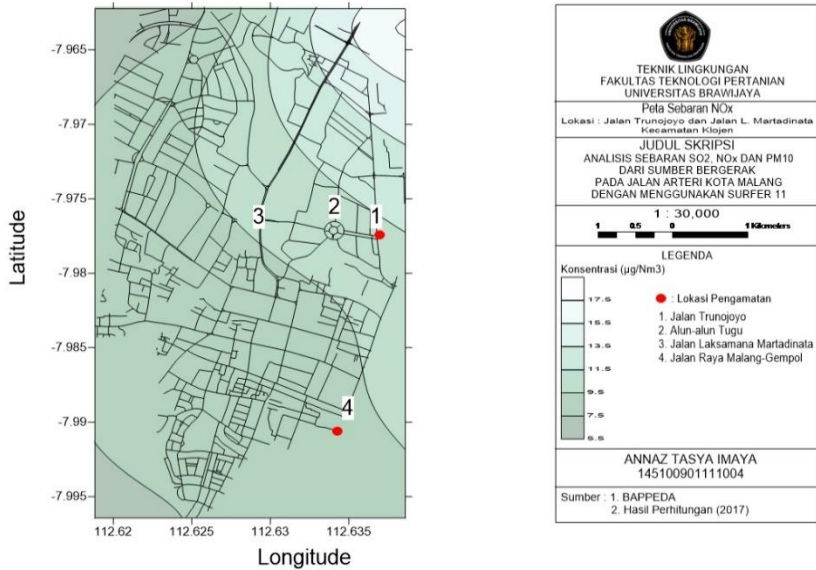 -7.965
-7.97
-7.975
-7.98
-7.985
-7.99
-7.995
Latitude
3
2
1
4
112.62
112.625
112.63
112.635
Longitude
UNIVERSITAS BRAWIJAYA
TEKNIK LINGKUNGAN
FAKULTAS TEKNOLOGI PERTANIAN
UNIVERSITAS BRAWIJAYA
Peta Sebaran NOx
Lokasi : Jalan Trunojoyo dan Jalan L. Martadinata
Kecamatan Klojen
JUDUL SKRIPSI
ANALISIS SEBARAN SO2, NOx DAN PM10
DARI SUMBER BERGERAK
PADA JALAN ARTERI KOTA MALANG
DENGAN MENGGUNAKAN SURFER 11
1 : 30,000
1 0.5 0 1 Kilometers
LEGENDA
Konsentrasi (µg/Nm3)
17.5
15.5
13.5
11.5
9.5
7.5
5.5
: Lokasi Pengamatan
1. Jalan Trunojoyo
2. Alun-alun Tugu
3. Jalan Laksamana Martadinata
4. Jalan Raya Malang-Gempol
ANNAZ TASYA IMAYA
145100901111004
Sumber : 1. BAPPEDA
2. Hasil Perhitungan (2017)